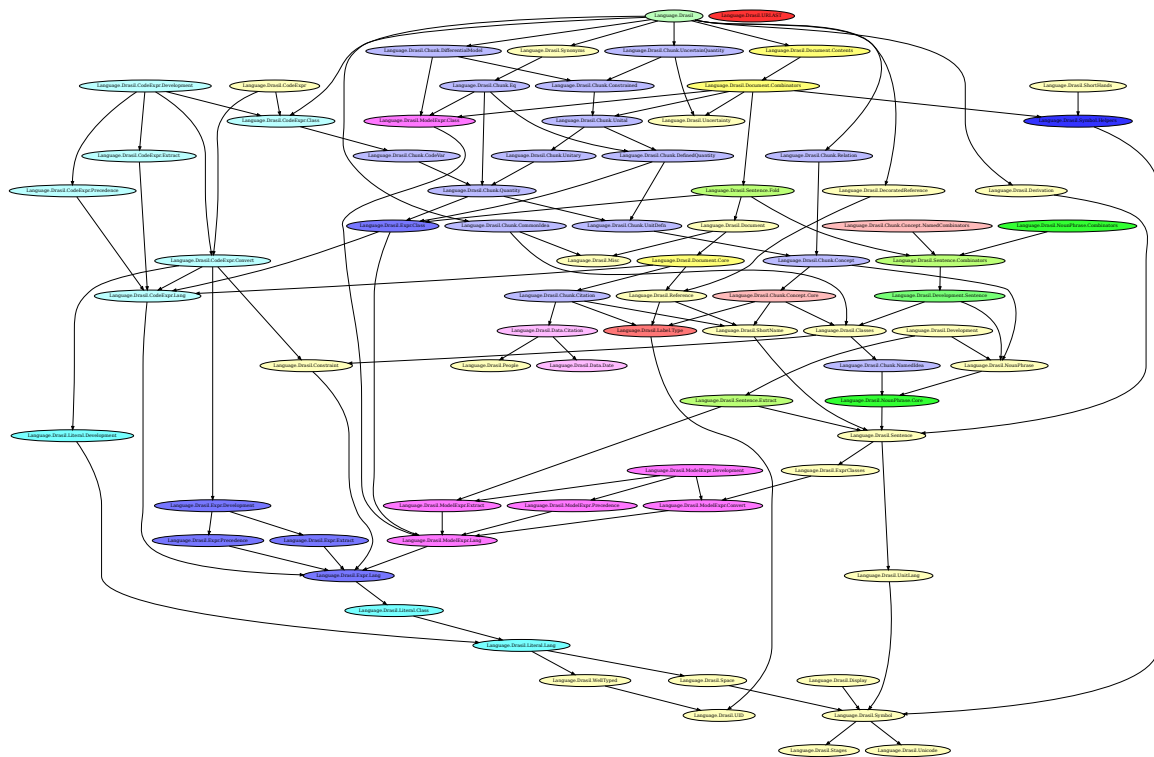 Language.Drasil
Language.Drasil.URI.AST
Language.Drasil.Chunk.DifferentialModel
Language.Drasil.Synonyms
Language.Drasil.Chunk.UncertainQuantity
Language.Drasil.Document.Contents
Language.Drasil.CodeExpr.Development
Language.Drasil.CodeExpr
Language.Drasil.Chunk.Eq
Language.Drasil.Chunk.Constrained
Language.Drasil.Document.Combinators
Language.Drasil.ShortHands
Language.Drasil.CodeExpr.Class
Language.Drasil.ModelExpr.Class
Language.Drasil.Chunk.Unital
Language.Drasil.Uncertainty
Language.Drasil.Symbol.Helpers
Language.Drasil.CodeExpr.Extract
Language.Drasil.Chunk.CodeVar
Language.Drasil.Chunk.Unitary
Language.Drasil.Chunk.DefinedQuantity
Language.Drasil.Chunk.Relation
Language.Drasil.CodeExpr.Precedence
Language.Drasil.Chunk.Quantity
Language.Drasil.Sentence.Fold
Language.Drasil.DecoratedReference
Language.Drasil.Derivation
Language.Drasil.Expr.Class
Language.Drasil.Chunk.CommonIdea
Language.Drasil.Chunk.UnitDefn
Language.Drasil.Document
Language.Drasil.Chunk.Concept.NamedCombinators
Language.Drasil.NounPhrase.Combinators
Language.Drasil.CodeExpr.Convert
Language.Drasil.Misc
Language.Drasil.Document.Core
Language.Drasil.Chunk.Concept
Language.Drasil.Sentence.Combinators
Language.Drasil.CodeExpr.Lang
Language.Drasil.Chunk.Citation
Language.Drasil.Reference
Language.Drasil.Chunk.Concept.Core
Language.Drasil.Development.Sentence
Language.Drasil.Data.Citation
Language.Drasil.Label.Type
Language.Drasil.ShortName
Language.Drasil.Classes
Language.Drasil.Development
Language.Drasil.Constraint
Language.Drasil.People
Language.Drasil.Data.Date
Language.Drasil.Chunk.NamedIdea
Language.Drasil.NounPhrase
Language.Drasil.Sentence.Extract
Language.Drasil.NounPhrase.Core
Language.Drasil.Literal.Development
Language.Drasil.Sentence
Language.Drasil.ModelExpr.Development
Language.Drasil.ExprClasses
Language.Drasil.Expr.Development
Language.Drasil.ModelExpr.Extract
Language.Drasil.ModelExpr.Precedence
Language.Drasil.ModelExpr.Convert
Language.Drasil.Expr.Precedence
Language.Drasil.Expr.Extract
Language.Drasil.ModelExpr.Lang
Language.Drasil.Expr.Lang
Language.Drasil.UnitLang
Language.Drasil.Literal.Class
Language.Drasil.Literal.Lang
Language.Drasil.WellTyped
Language.Drasil.Space
Language.Drasil.Display
Language.Drasil.UID
Language.Drasil.Symbol
Language.Drasil.Stages
Language.Drasil.Unicode